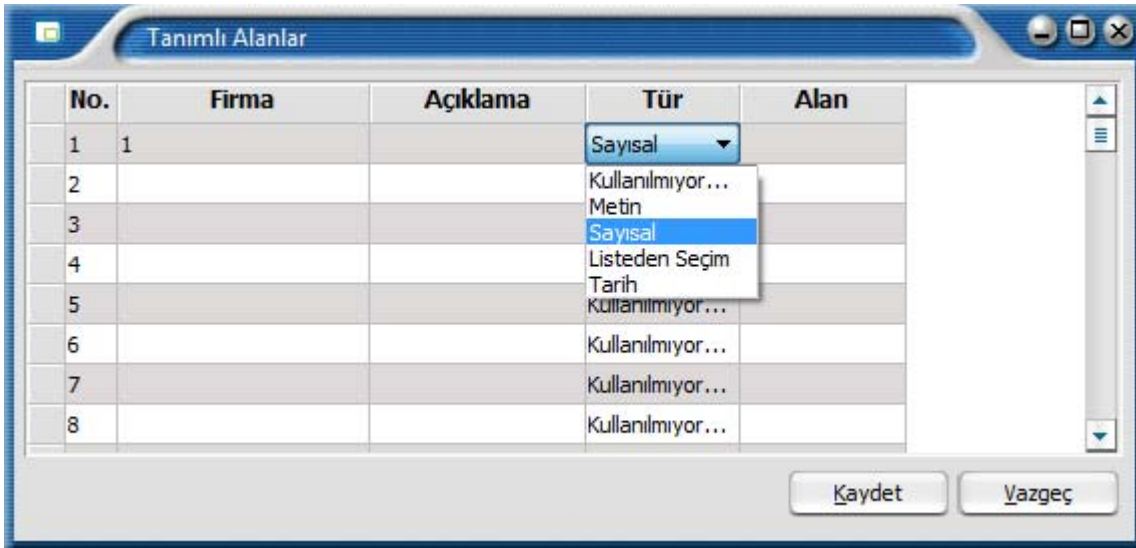 Tanımlı Alanlar
No. Firma Açıklama Tür Alan
1 1 Sayısal
2 Kullanılmıyor...
Metin
3 Sayısal
4 Listeden Seçim
Tarih
5 Kullanılmıyor...
6 Kullanılmıyor...
7 Kullanılmıyor...
8 Kullanılmıyor...
Kaydet Vazgeç